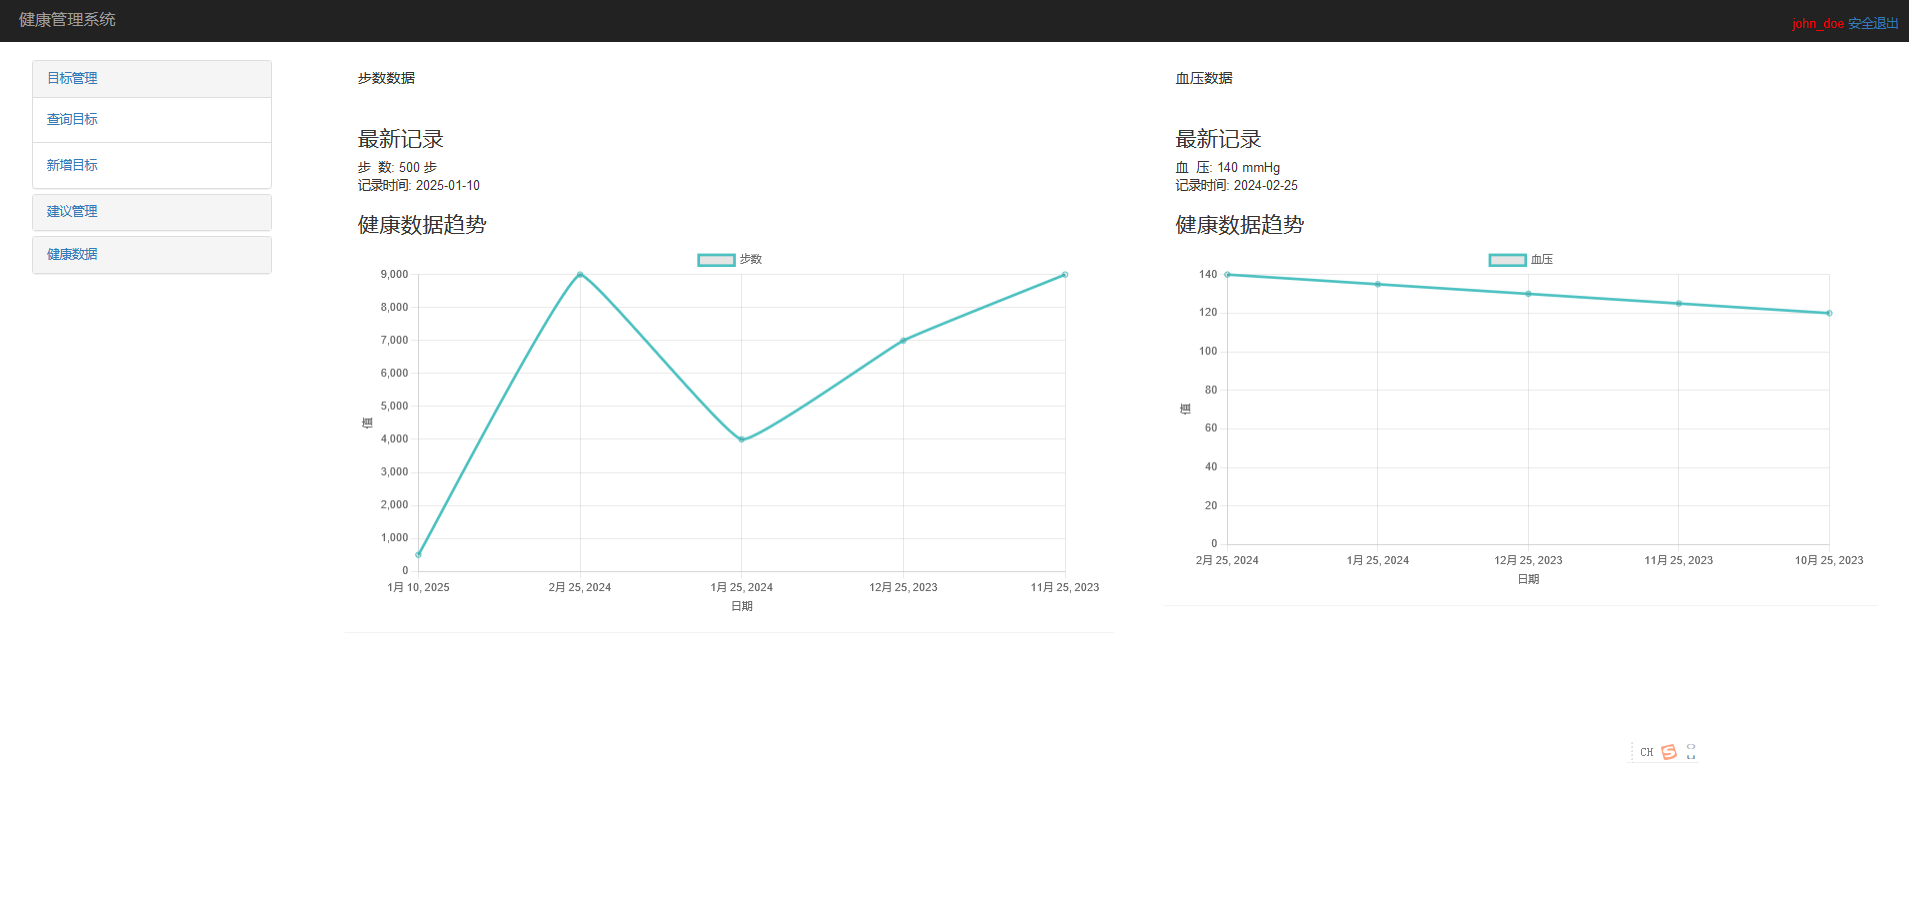 健康管理系统
john_doe 安全退出
目标管理
查询目标
新增目标
建议管理
健康数据
步数数据
最新记录
步 数: 500 步
记录时间: 2025-01-10
健康数据趋势
步数
9,000
8,000
7,000
6,000
5,000
4,000
3,000
2,000
1,000
0
值
1月 10, 2025
2月 25, 2024
1月 25, 2024
12月 25, 2023
11月 25, 2023
日期
血压数据
最新记录
血 压: 140 mmHg
记录时间: 2024-02-25
健康数据趋势
血压
140
120
100
80
60
40
20
0
值
2月 25, 2024
1月 25, 2024
12月 25, 2023
11月 25, 2023
10月 25, 2023
日期
CH S